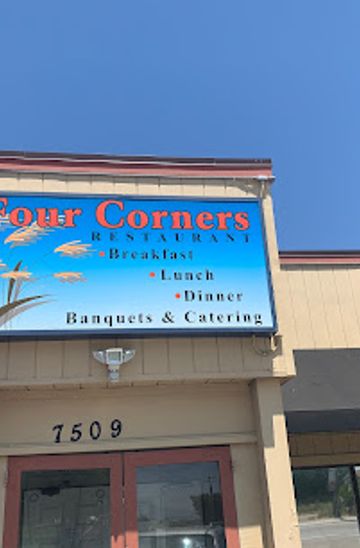 Four Corners
RESTAURANT
• Breakfast
• Lunch
• Dinner
Banquets & Catering
7509